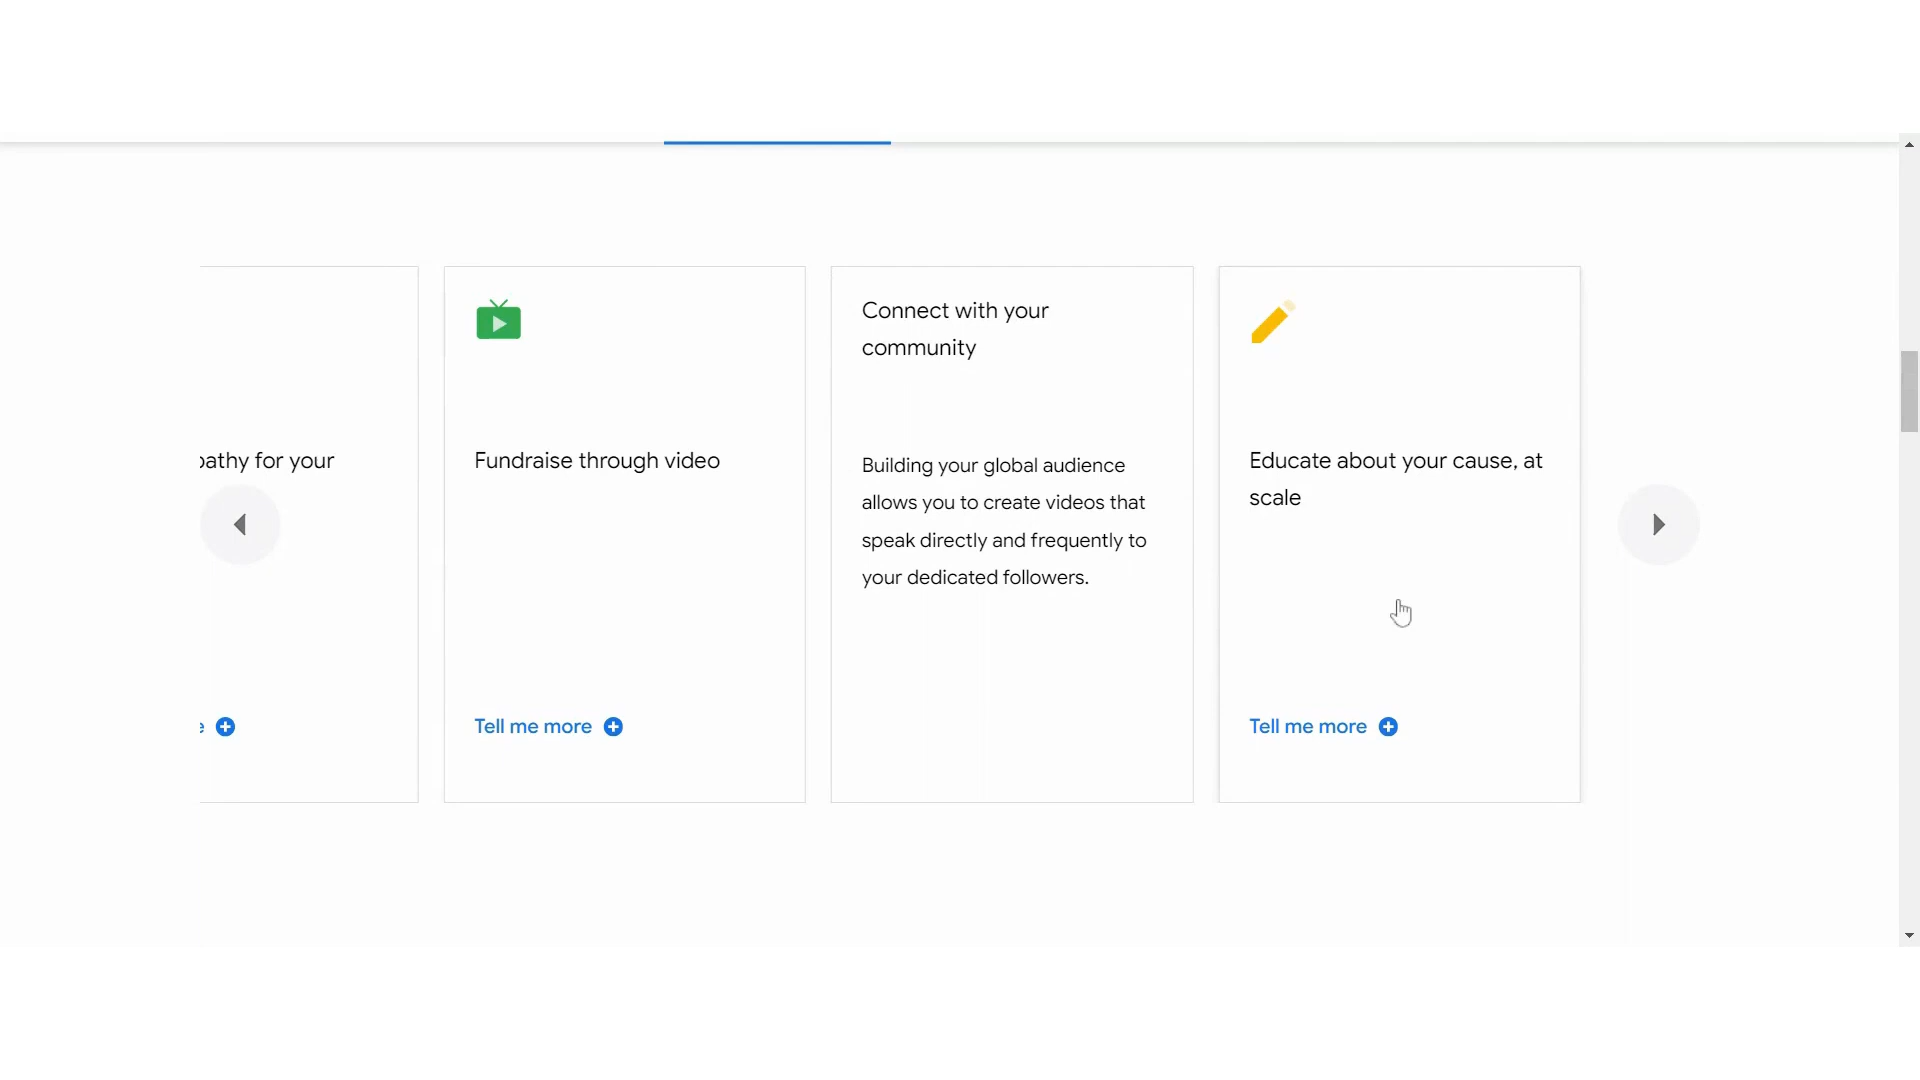 pathy for your
Fundraise through video
Tell me more
Connect with your
community
Building your global audience
allows you to create videos that
speak directly and frequently to
your dedicated followers.
Educate about your cause, at
scale
Tell me more